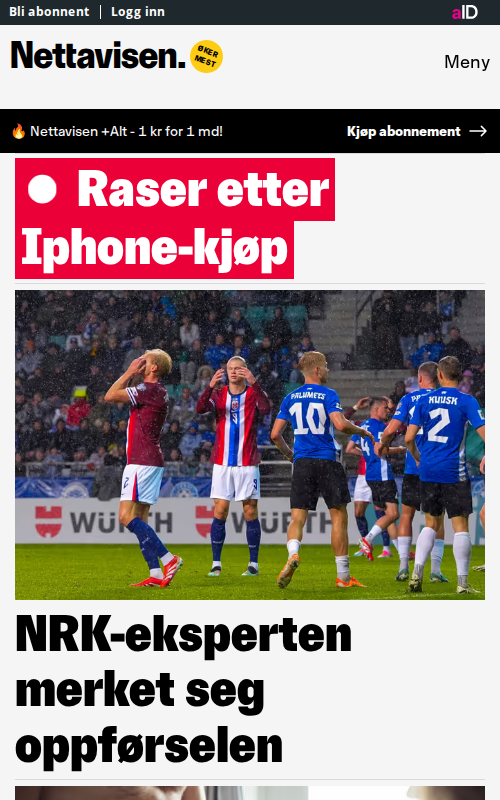 Bli abonnent | Logg inn
aID
Nettavisen.
ØKER
MEST
Meny
🔥 Nettavisen +Alt - 1 kr for 1 md!
Kjøp abonnement →
Raser etter
Iphone-kjøp
PALUMETS
10
KUUSK
2
9
WÜRTH
WÜRTH
NRK-eksperten
merket seg
oppførselen